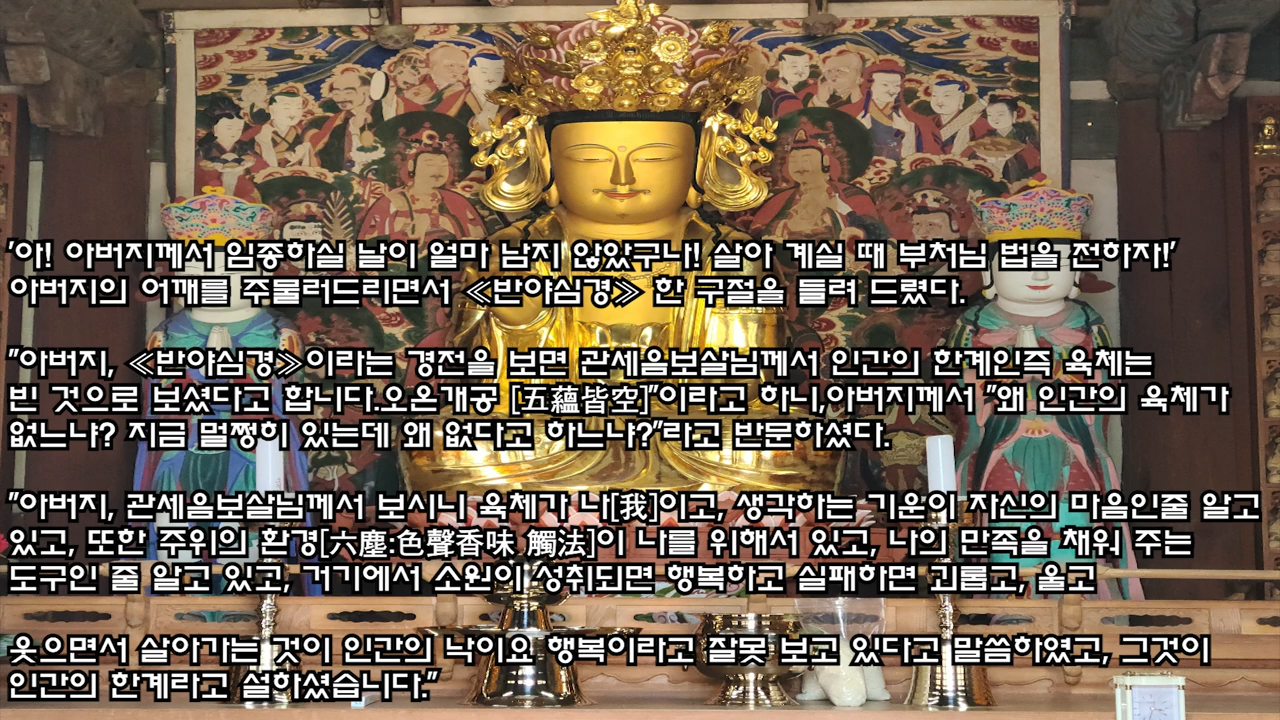 '아! 아버지께서 임종하실 날이 얼마 남지 않았구나! 살아 계실 때 부처님 법을 전하자!'
아버지의 어깨를 주물러드리면서 ≪반야심경≫ 한 구절을 들려 드렸다.
"아버지, ≪반야심경≫이라는 경전을 보면 관세음보살님께서 인간의 한계인즉 육체는
빈 것으로 보셨다고 합니다.오온개공 [五蘊皆空]"이라고 하니,아버지께서 "왜 인간의 육체가
없느냐? 지금 멀쩡히 있는데 왜 없다고 하느냐?"라고 반문하셨다.
"아버지, 관세음보살님께서 보시니 육체가 나[我]이고, 생각하는 기운이 자신의 마음인줄 알고
있고, 또한 주위의 환경[六塵:色聲香味 觸法]이 나를 위해서 있고, 나의 만족을 채워 주는
도구인 줄 알고 있고, 거기에서 소원이 성취되면 행복하고 실패하면 괴롭고, 울고
웃으면서 살아가는 것이 인간의 낙이요 행복이라고 잘못 보고 있다고 말씀하였고, 그것이
인간의 한계라고 설하셨습니다."